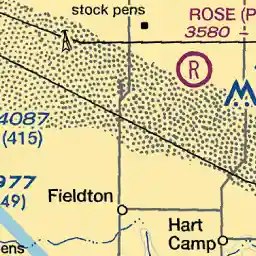 stock pens
ROSE (P
3580 -
R
4087
(415)
977
49)
Fieldton
Hart
Camp
ens